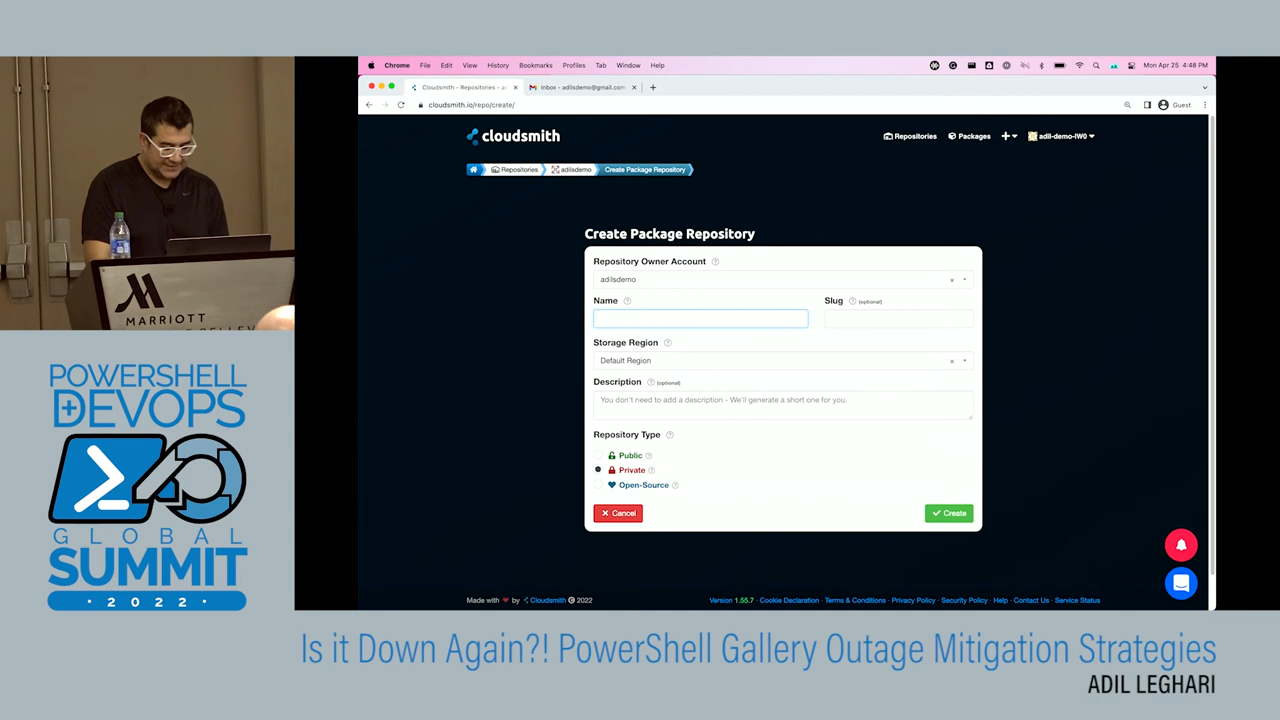 Chrome File Edit View History Bookmarks Profiles Tab Window Help
Mon Apr 25 4:48 PM
Cloudsmith - Repositories - ac
Inbox - adilsdemo@gmail.com
cloudsmith.io/repo/create/
Guest
cloudsmith
Repositories
Packages
adil-demo-IW0
Repositories
adilsdemo
Create Package Repository
Create Package Repository
Repository Owner Account
adilsdemo
Name
Slug (optional)
Storage Region
Default Region
Description (optional)
You don't need to add a description - We'll generate a short one for you.
Repository Type
Public
Private
Open-Source
Cancel
Create
Made with by Cloudsmith © 2022
Version 1.55.7 · Cookie Declaration · Terms & Conditions · Privacy Policy · Security Policy · Help · Contact Us · Service Status
MARRIOTT
POWERSHELL
+DEVOPS
GLOBAL
SUMMIT
· 2022 ·
Is it Down Again?! PowerShell Gallery Outage Mitigation Strategies
ADIL LEGHARI